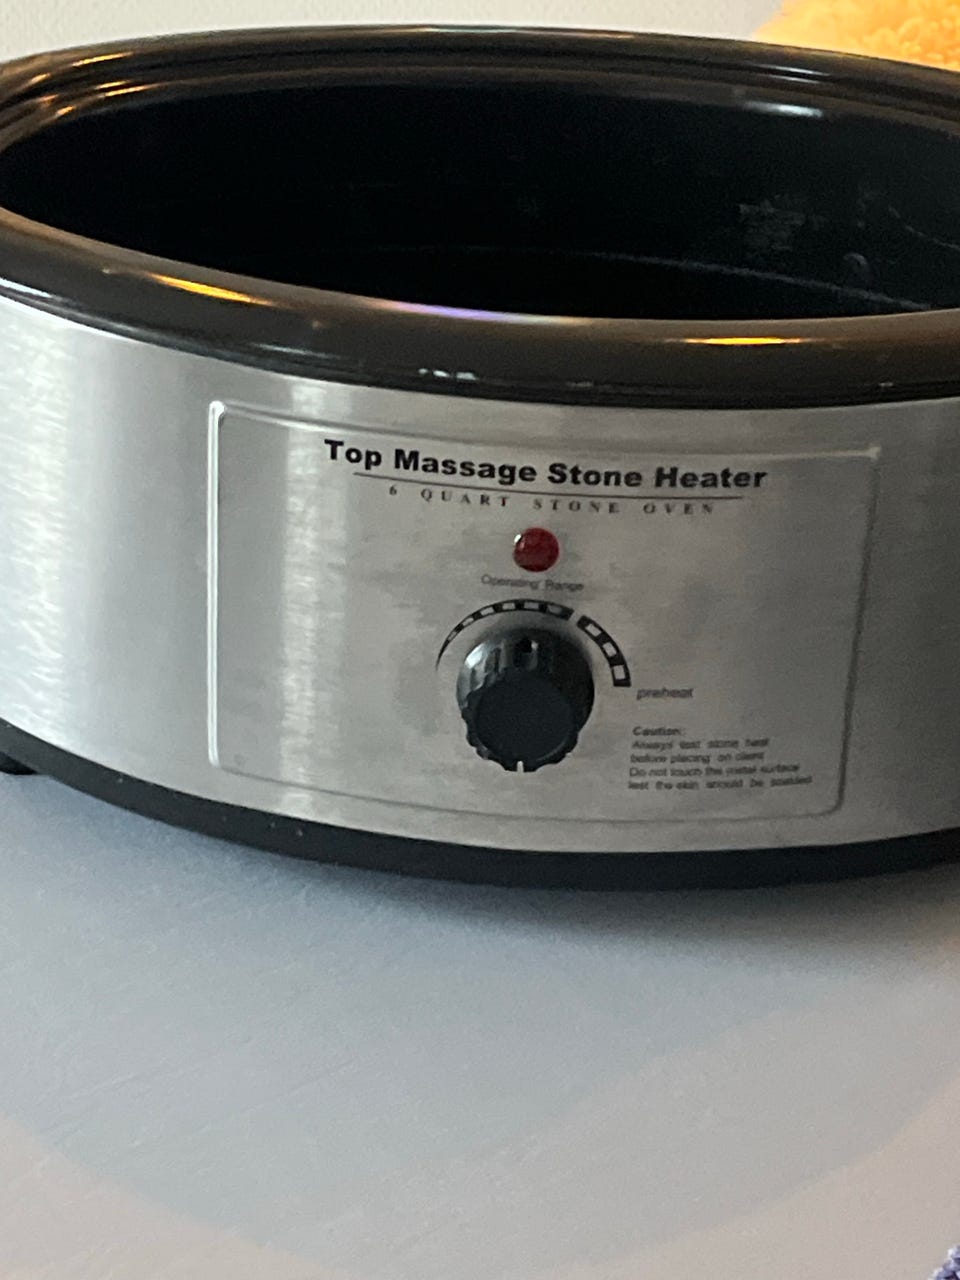 Top Massage Stone Heater
6 QUART STONE OVEN
Operating Range
preheat
Caution:
Always test stone heat
before placing on client
Do not touch the metal surface
lest the skin should be scalded